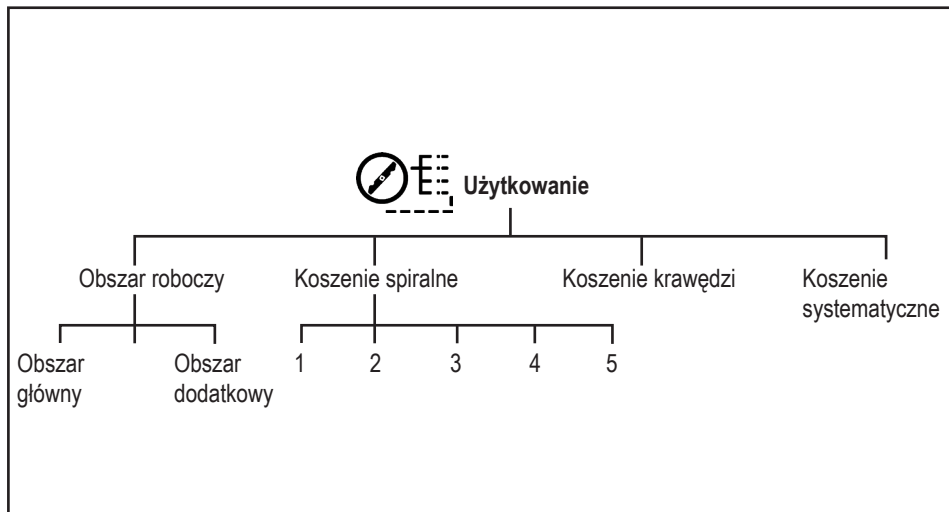 Użytkowanie
Obszar roboczy
Koszenie spiralne
Koszenie krawędzi
Koszenie
systematyczne
Obszar
główny
Obszar
dodatkowy
1 2 3 4 5